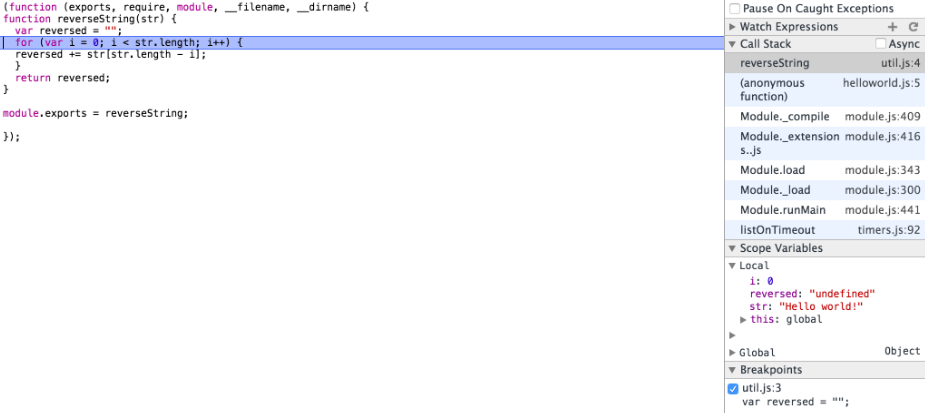 (function (exports, require, module, __filename, __dirname) {
function reverseString(str) {
  var reversed = "";
  for (var i = 0; i < str.length; i++) {
  reversed += str[str.length - i];
  }
  return reversed;
}
module.exports = reverseString;
});
Pause On Caught Exceptions
Watch Expressions
Call Stack Async
reverseString util.js:4
(anonymous helloworld.js:5
function)
Module._compile module.js:409
Module._extension module.js:416
s..js
Module.load module.js:343
Module._load module.js:300
Module.runMain module.js:441
listOnTimeout timers.js:92
Scope Variables
Local
i: 0
reversed: "undefined"
str: "Hello world!"
this: global
Global Object
Breakpoints
util.js:3
var reversed = "";